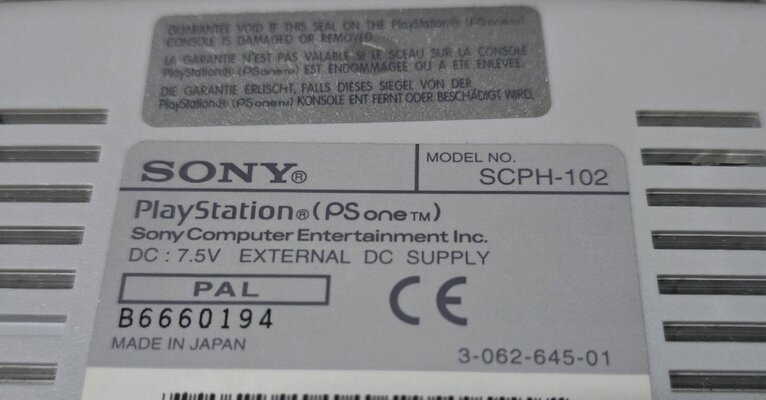 GUARANTEE VOID IF THIS SEAL ON THE PlayStation® (PSone™)
CONSOLE IS DAMAGED OR REMOVED.
LA GARANTIE N'EST PAS VALABLE SI LE SCEAU SUR LA CONSOLE
PlayStation® (PSone™) EST ENDOMMAGEE OU A ETE ENLEVEE.
DIE GARANTIE ERLISCHT, FALLS DIESES SIEGEL VON DER
PlayStation® (PSone™) KONSOLE ENT FERNT ODER BESCHÄDIGT WIRD.
SONY®
MODEL NO.
SCPH-102
PlayStation® (PSone™)
Sony Computer Entertainment Inc.
DC : 7.5V EXTERNAL DC SUPPLY
PAL
CE
B6660194
MADE IN JAPAN
3-062-645-01